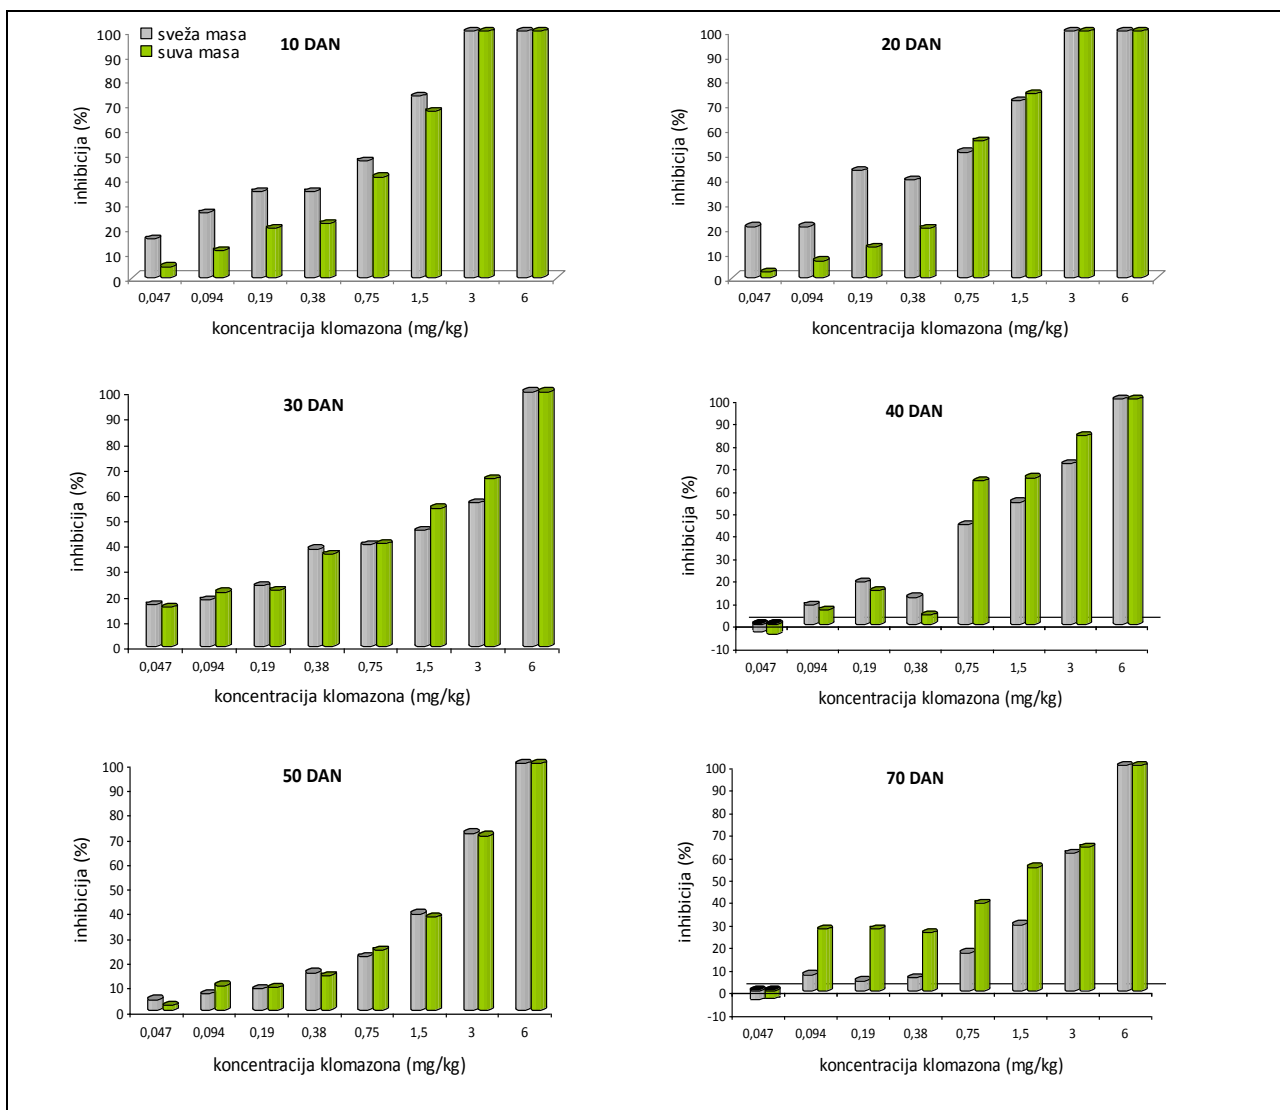 sveža masa
suva masa
10 DAN
inhibicija (%)
100
90
80
70
60
50
40
30
20
10
0
0,047 0,094 0,19 0,38 0,75 1,5 3 6
koncentracija klomazona (mg/kg)
20 DAN
inhibicija (%)
100
90
80
70
60
50
40
30
20
10
0
0,047 0,094 0,19 0,38 0,75 1,5 3 6
koncentracija klomazona (mg/kg)
30 DAN
inhibicija (%)
100
90
80
70
60
50
40
30
20
10
0
0,047 0,094 0,19 0,38 0,75 1,5 3 6
koncentracija klomazona (mg/kg)
40 DAN
inhibicija (%)
100
90
80
70
60
50
40
30
20
10
0
-10
0,047 0,094 0,19 0,38 0,75 1,5 3 6
koncentracija klomazona (mg/kg)
50 DAN
inhibicija (%)
100
90
80
70
60
50
40
30
20
10
0
0,047 0,094 0,19 0,38 0,75 1,5 3 6
koncentracija klomazona (mg/kg)
70 DAN
inhibicija (%)
100
90
80
70
60
50
40
30
20
10
0
-10
0,047 0,094 0,19 0,38 0,75 1,5 3 6
koncentracija klomazona (mg/kg)